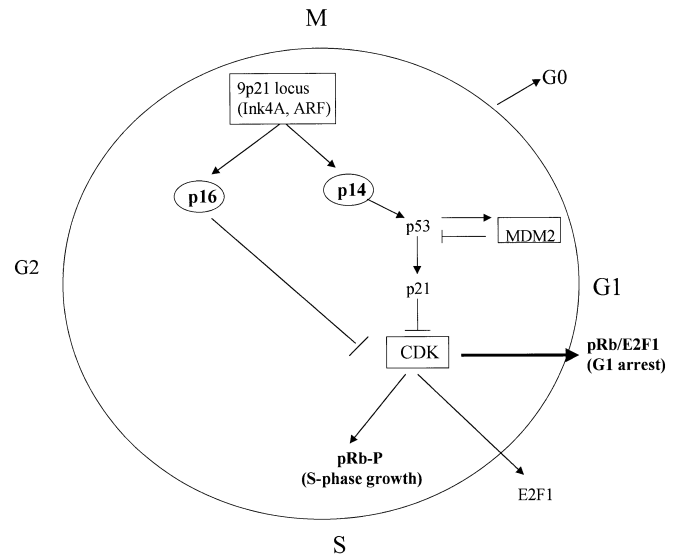 M
G0
9p21 locus
(Ink4A, ARF)
p16
p14
p53
MDM2
G2
p21
G1
CDK
pRb/E2F1
(G1 arrest)
pRb-P
(S-phase growth)
E2F1
S